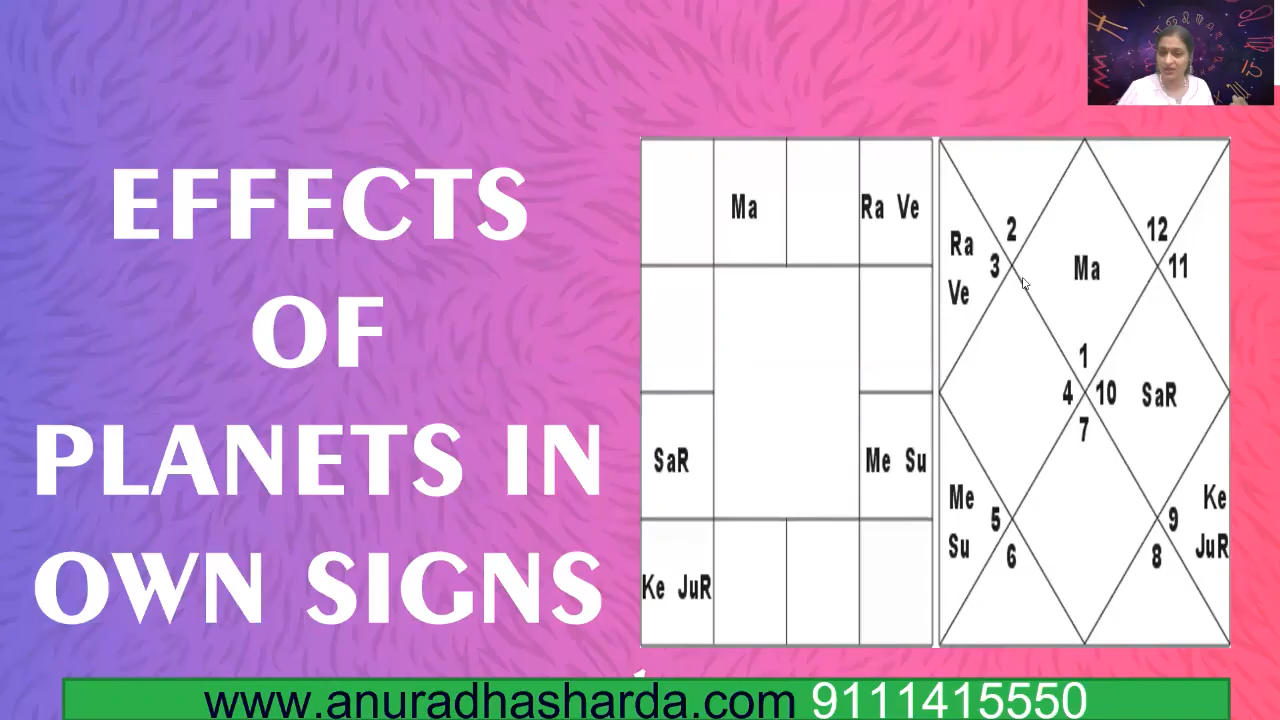 EFFECTS
OF
PLANETS IN
OWN SIGNS
Ma
Ra Ve
SaR
Me Su
Ke JuR
2
12
Ra
3
Ma
11
Ve
1
4
10
SaR
7
Me
5
9
Ke
Su
6
8
JuR
www.anuradhasharda.com 9111415550